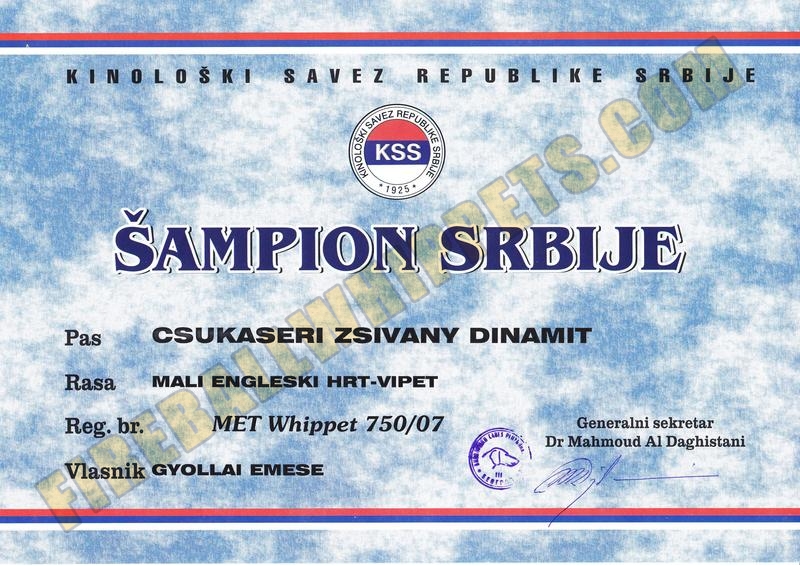 KINOLOŠKI SAVEZ REPUBLIKE SRBIJE
KINOLOŠKI SAVEZ REPUBLIKE SRBIJE
KSS
* 1925 *
ŠAMPION SRBIJE
Pas CSUKASERI ZSIVANY DINAMIT
Rasa MALI ENGLESKI HRT-VIPET
Reg. br. MET Whippet 750/07
Generalni sekretar
Dr Mahmoud Al Daghistani
Vlasnik GYOLLAI EMESE
III
FIREBALLWHIPPETS.COM